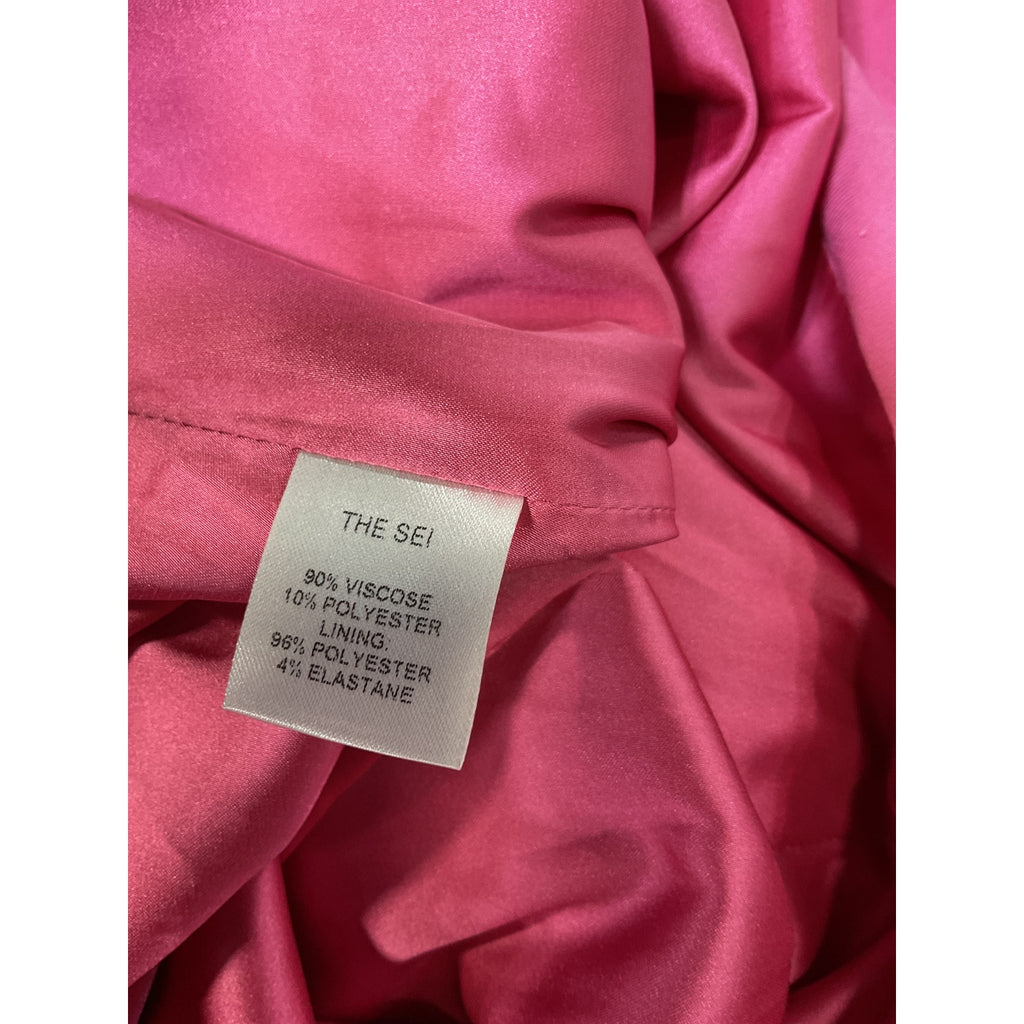 THE SEI
90% VISCOSE
10% POLYESTER
LINING:
96% POLYESTER
4% ELASTANE